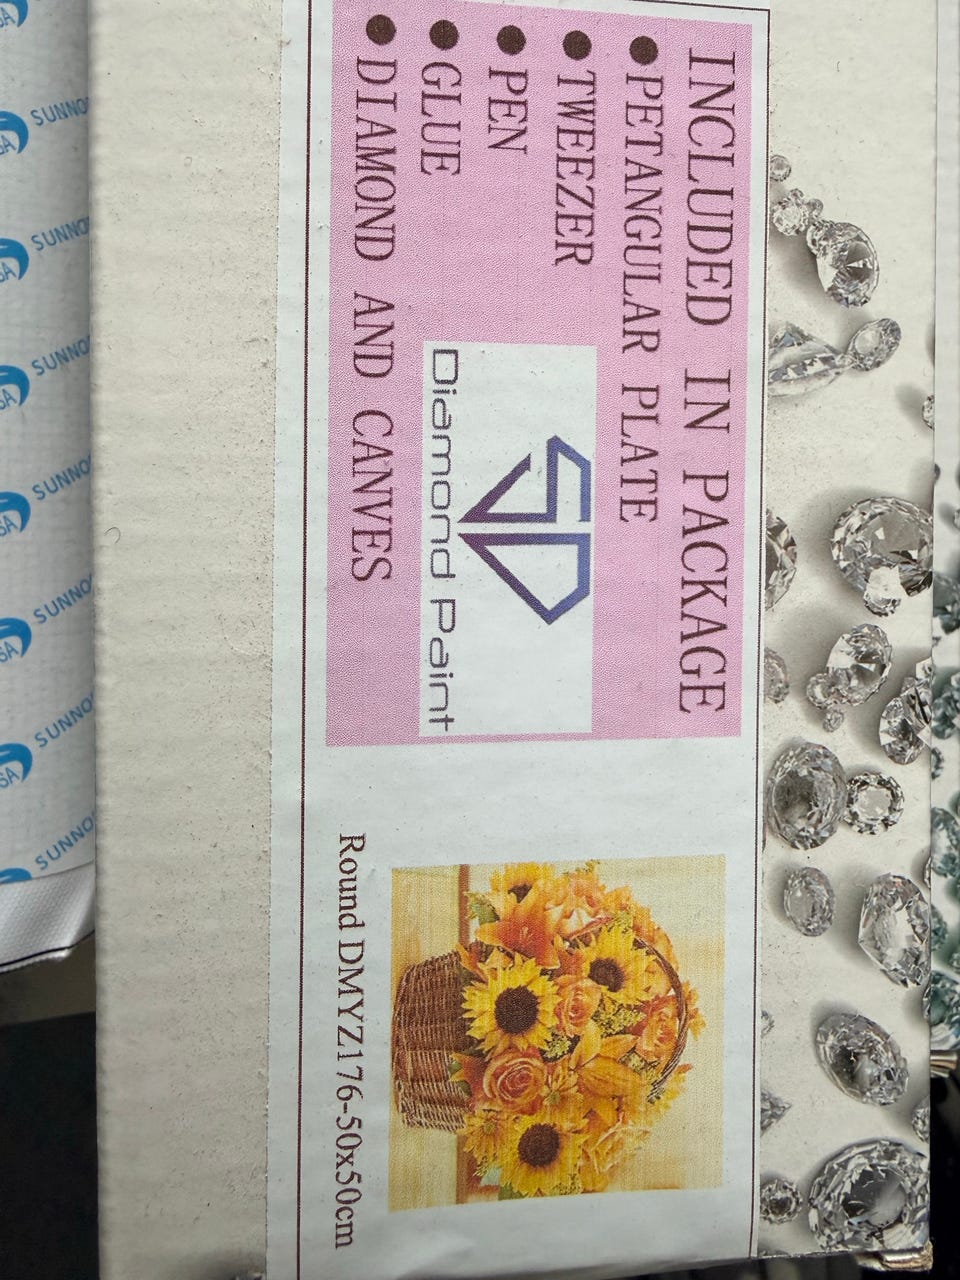 INCLUDED IN PACKAGE
● PETANGULAR PLATE
● TWEEZER
● PEN
● GLUE
● DIAMOND AND CANVES
SD
Diamond Paint
Round DMYZ176-50x50cm
SUNNO
SUNNO
SUNNO
SUNNO
SUNNO
SUNNO
SUNNO